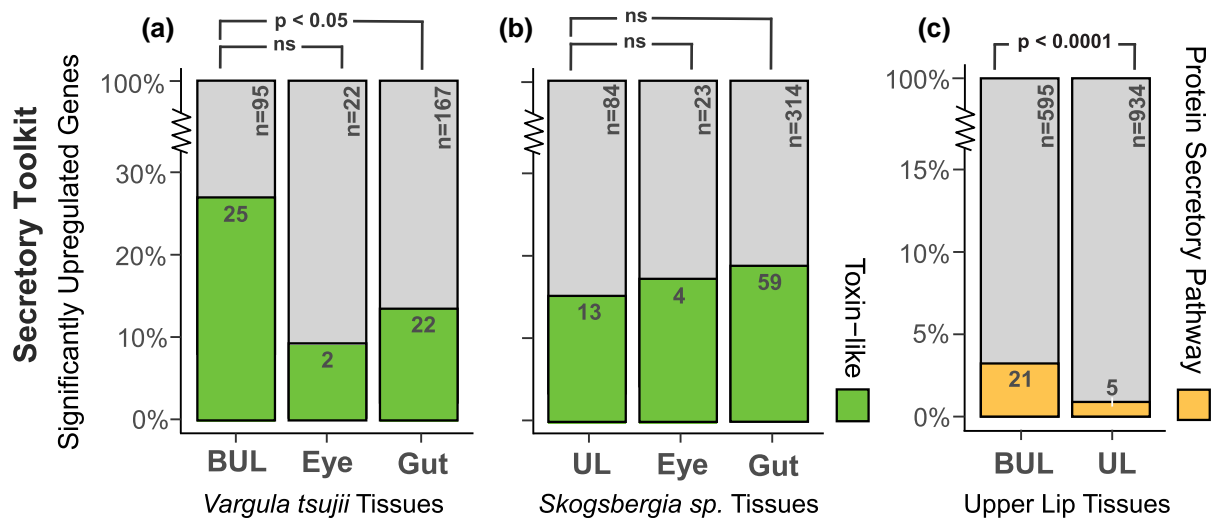 Secretory Toolkit
Significantly Upregulated Genes
(a)
p < 0.05
ns
100%
30%
20%
10%
0%
n=95
n=22
n=167
25
2
22
BUL Eye Gut
Vargula tsujii Tissues
(b)
ns
ns
n=84
n=23
n=314
13
4
59
UL Eye Gut
Skogsbergia sp. Tissues
Toxin-like
(c)
p < 0.0001
100%
15%
10%
5%
0%
n=595
n=934
21
5
BUL UL
Upper Lip Tissues
Protein Secretory Pathway